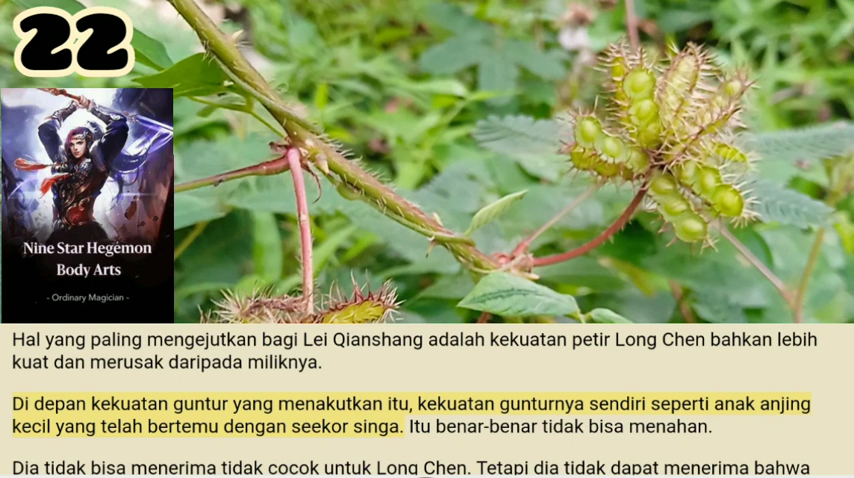 22
Nine Star Hegemon
Body Arts
- Ordinary Magician -
Hal yang paling mengejutkan bagi Lei Qianshang adalah kekuatan petir Long Chen bahkan lebih
kuat dan merusak daripada miliknya.
Di depan kekuatan guntur yang menakutkan itu, kekuatan gunturnya sendiri seperti anak anjing
kecil yang telah bertemu dengan seekor singa. Itu benar-benar tidak bisa menahan.
Dia tidak bisa menerima tidak cocok untuk Long Chen. Tetapi dia tidak dapat menerima bahwa